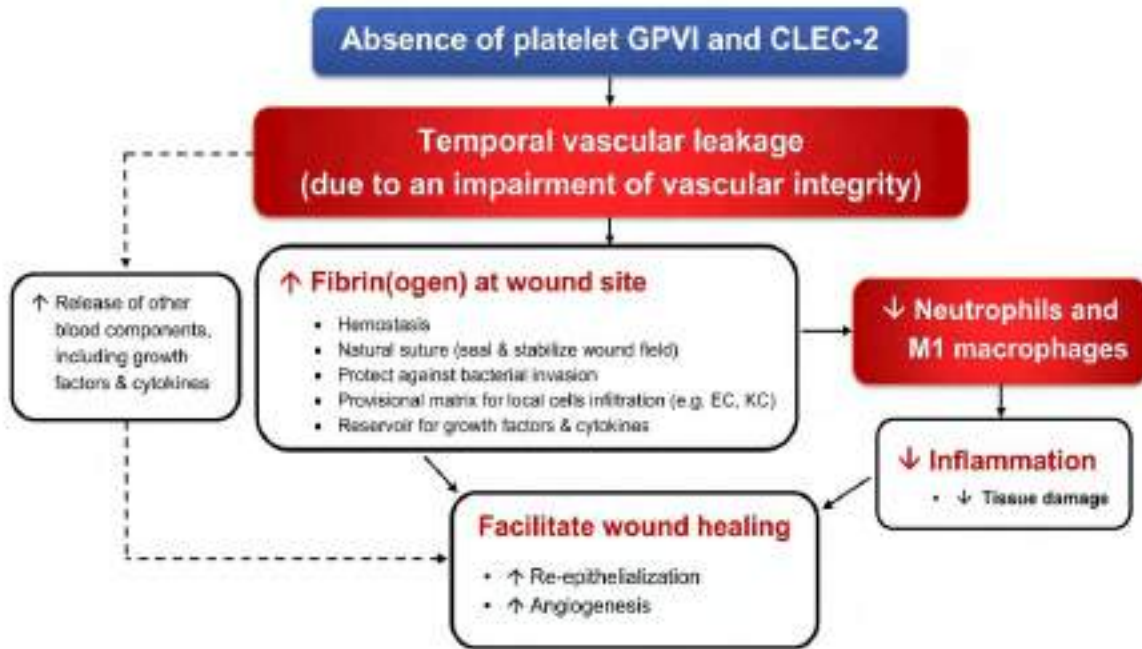 Absence of platelet GPVI and CLEC-2
Temporal vascular leakage
(due to an impairment of vascular integrity)
↑ Fibrin(ogen) at wound site
• Hemostasis
• Natural suture (seal & stabilize wound field)
• Protect against bacterial invasion
• Provisional matrix for local cells infiltration (e.g. EC, KC)
• Reservoir for growth factors & cytokines
↑ Release of other
blood components,
including growth
factors & cytokines
↓ Neutrophils and
M1 macrophages
↓ Inflammation
• ↓ Tissue damage
Facilitate wound healing
• ↑ Re-epithelialization
• ↑ Angiogenesis